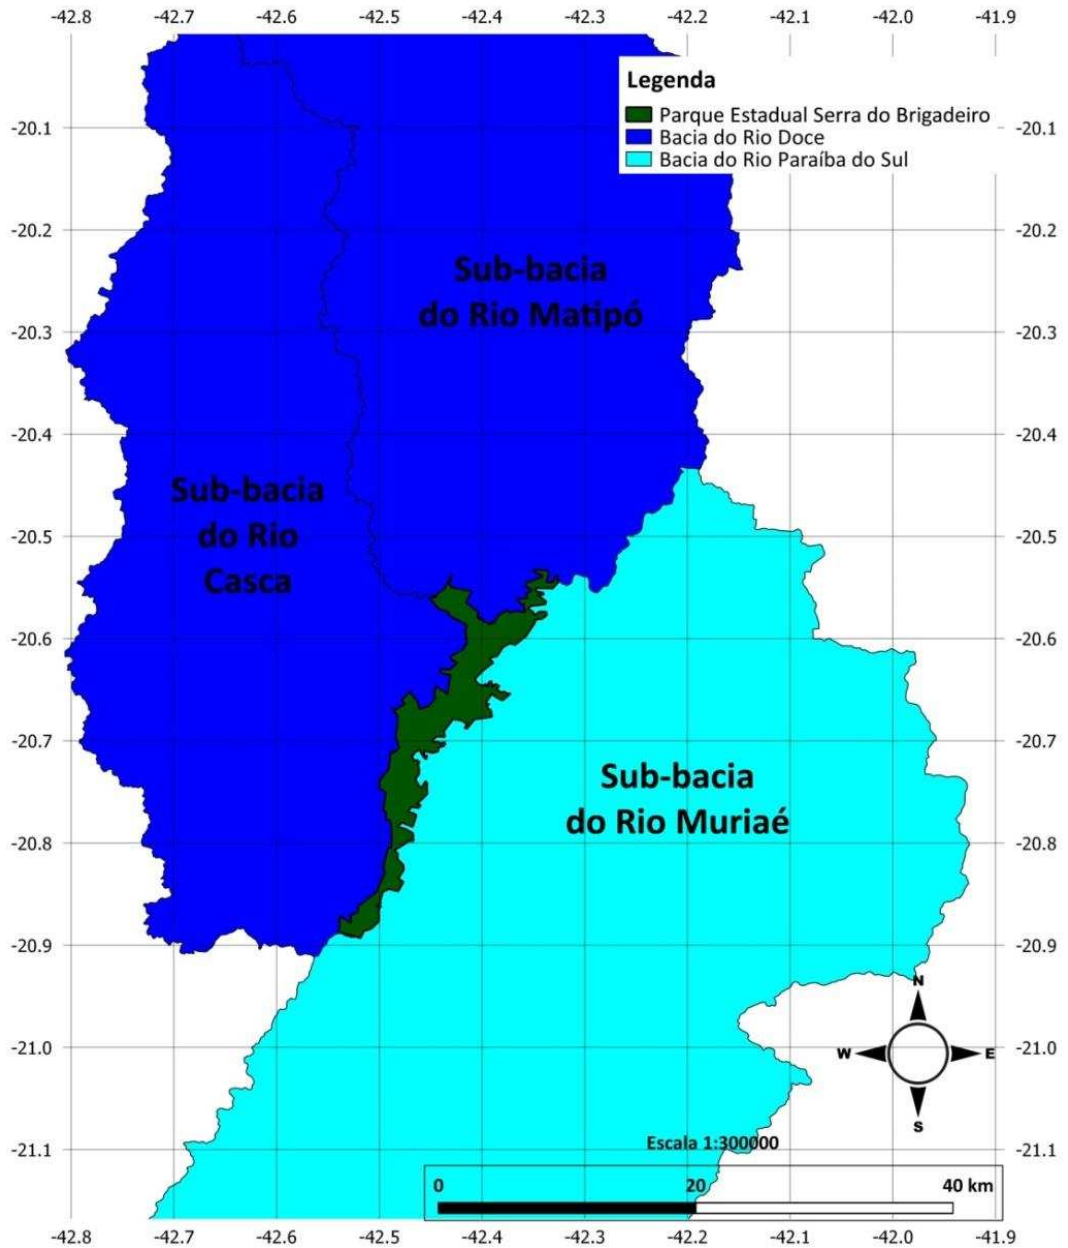 -42.8 -42.7 -42.6 -42.5 -42.4 -42.3 -42.2 -42.1 -42.0 -41.9
Legenda
Parque Estadual Serra do Brigadeiro
Bacia do Rio Doce
Bacia do Rio Paraíba do Sul
-20.1 -20.1
-20.2 -20.2
Sub-bacia
do Rio Matipó
-20.3 -20.3
-20.4 -20.4
Sub-bacia
do Rio
Casca
-20.5 -20.5
-20.6 -20.6
-20.7 -20.7
Sub-bacia
do Rio Muriaé
-20.8 -20.8
-20.9 -20.9
N
W E
S
-21.0 -21.0
-21.1 -21.1
Escala 1:300000
0 20 40 km
-42.8 -42.7 -42.6 -42.5 -42.4 -42.3 -42.2 -42.1 -42.0 -41.9